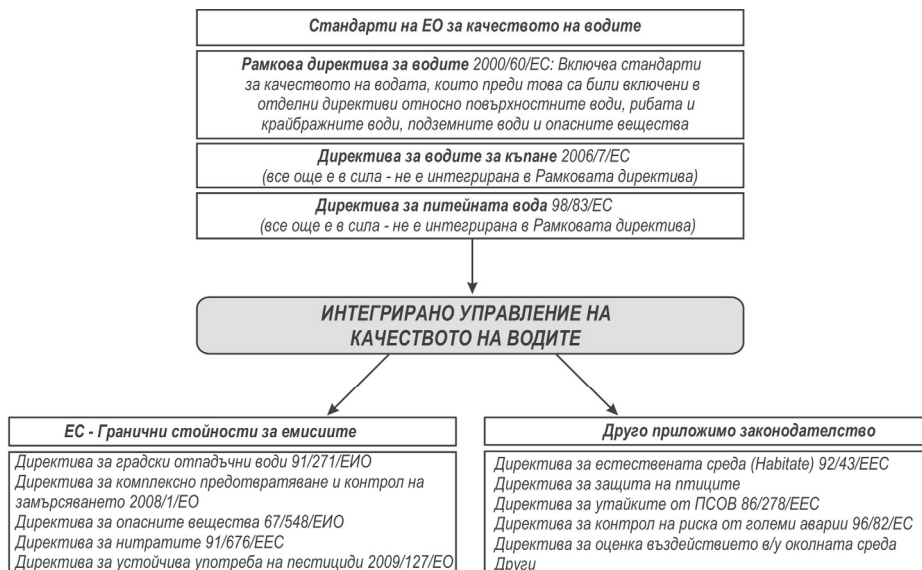 Стандарти на ЕО за качеството на водите
Рамкова директива за водите 2000/60/ЕС: Включва стандарти
за качеството на водата, които преди това са били включени в
отделни директиви относно повърхностните води, рибата и
крайбражните води, подземните води и опасните вещества
Директива за водите за къпане 2006/7/ЕС
(все още е в сила - не е интегрирана в Рамковата директива)
Директива за питейната вода 98/83/ЕС
(все още е в сила - не е интегрирана в Рамковата директива)
ИНТЕГРИРАНО УПРАВЛЕНИЕ НА
КАЧЕСТВОТО НА ВОДИТЕ
ЕС - Гранични стойности за емисиите
Директива за градски отпадъчни води 91/271/ЕИО
Директива за комплексно предотвратяване и контрол на
замърсяването 2008/1/ЕО
Директива за опасните вещества 67/548/ЕИО
Директива за нитратите 91/676/ЕЕС
Директива за устойчива употреба на пестициди 2009/127/ЕО
Друго приложимо законодателство
Директива за естествената среда (Habitate) 92/43/ЕЕС
Директива за защита на птиците
Директива за утайките от ПСОВ 86/278/ЕЕС
Директива за контрол на риска от големи аварии 96/82/ЕС
Директива за оценка въздействието в/у околната среда
Други